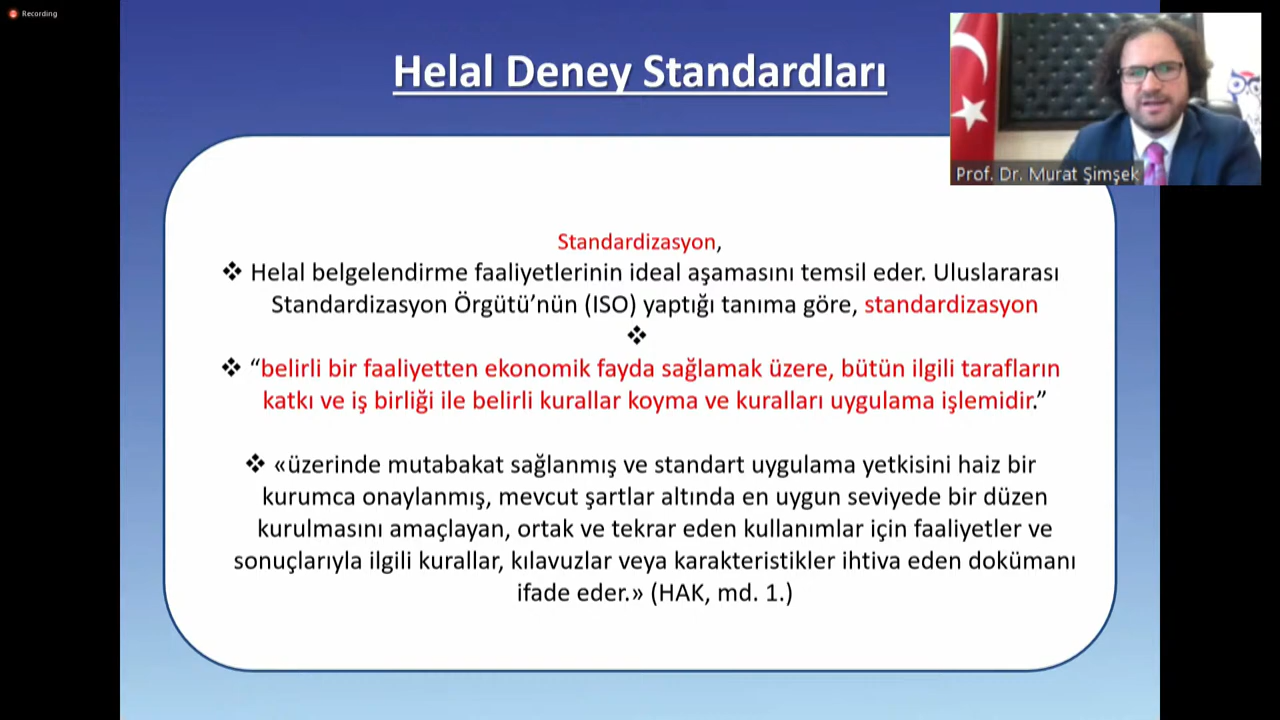 Recording
Helal Deney Standardları
Prof. Dr. Murat Şimşek
Standardizasyon,
❖ Helal belgelendirme faaliyetlerinin ideal aşamasını temsil eder. Uluslararası
Standardizasyon Örgütü’nün (ISO) yaptığı tanıma göre, standardizasyon
❖
❖ “belirli bir faaliyetten ekonomik fayda sağlamak üzere, bütün ilgili tarafların
katkı ve iş birliği ile belirli kurallar koyma ve kuralları uygulama işlemidir.”
❖ «üzerinde mutabakat sağlanmış ve standart uygulama yetkisini haiz bir
kurumca onaylanmış, mevcut şartlar altında en uygun seviyede bir düzen
kurulmasını amaçlayan, ortak ve tekrar eden kullanımlar için faaliyetler ve
sonuçlarıyla ilgili kurallar, kılavuzlar veya karakteristikler ihtiva eden dokümanı
ifade eder.» (HAK, md. 1.)